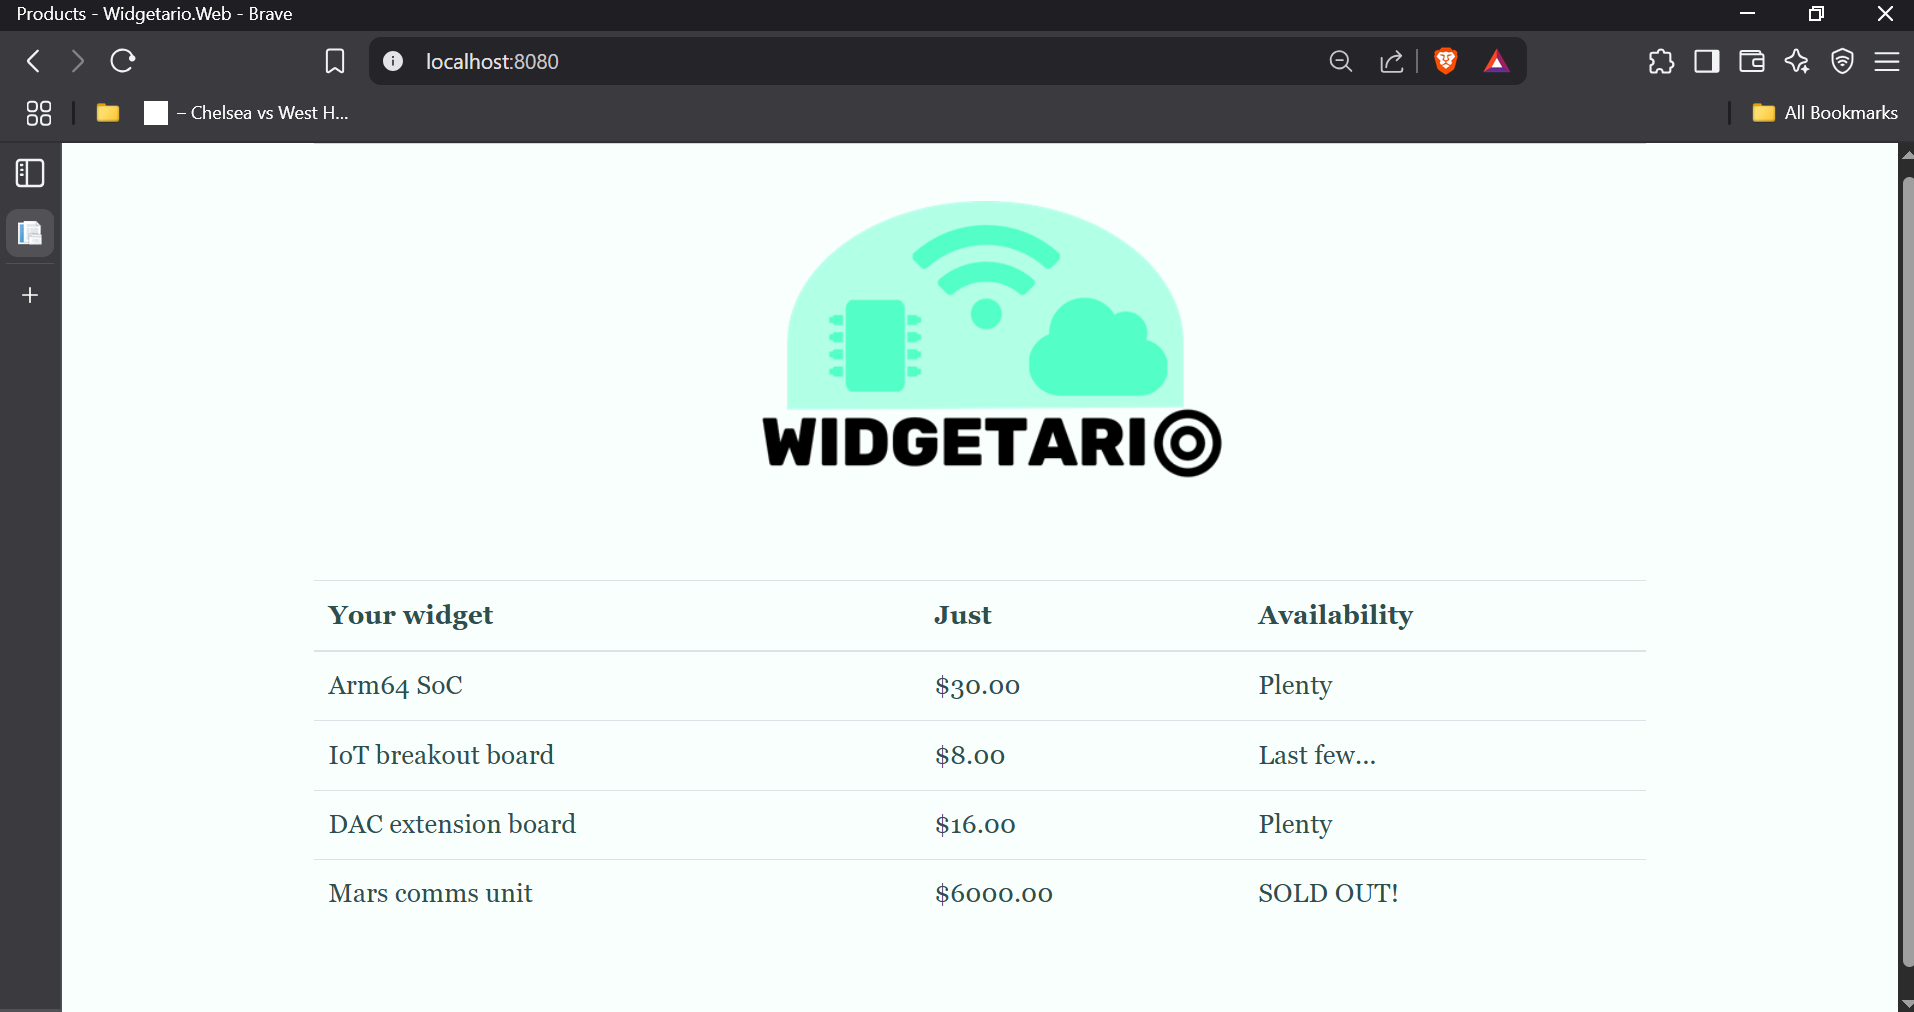 Products - Widgetario.Web - Brave
localhost:8080
– Chelsea vs West H...
All Bookmarks
WIDGETARIO
Your widget Just Availability
Arm64 SoC $30.00 Plenty
IoT breakout board $8.00 Last few...
DAC extension board $16.00 Plenty
Mars comms unit $6000.00 SOLD OUT!